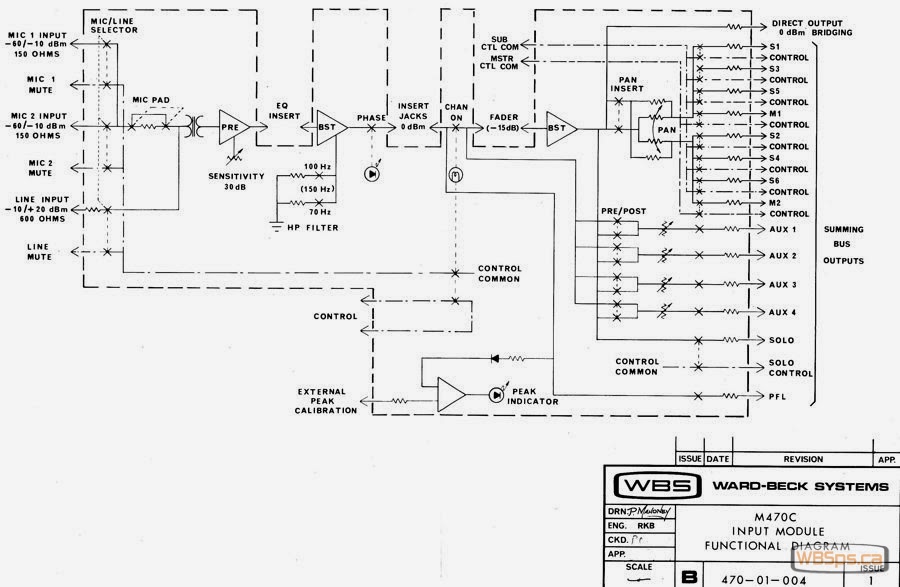 MIC/LINE
SELECTOR
MIC 1 INPUT
-60/-10 dBm
150 OHMS
MIC 1
MUTE
MIC 2 INPUT
-60/-10 dBm
150 OHMS
MIC 2
MUTE
LINE INPUT
-10/+20 dBm
600 OHMS
LINE
MUTE
MIC PAD
PRE
SENSITIVITY
30 dB
EQ
INSERT
BST
100 Hz
(150 Hz)
70 Hz
HP FILTER
PHASE
INSERT
JACKS
0 dBm
CHAN
ON
SUB
CTL COM
MSTR
CTL COM
FADER
(-15dB)
BST
PAN
INSERT
PAN
PRE/POST
CONTROL
COMMON
CONTROL
EXTERNAL
PEAK
CALIBRATION
PEAK
INDICATOR
CONTROL
COMMON
DIRECT OUTPUT
0 dBm BRIDGING
S1
CONTROL
S3
CONTROL
S5
CONTROL
M1
CONTROL
S2
CONTROL
S4
CONTROL
S6
CONTROL
M2
CONTROL
AUX 1
AUX 2
AUX 3
AUX 4
SOLO
SOLO
CONTROL
PFL
SUMMING
BUS
OUTPUTS
ISSUE DATE REVISION APP.
WBS WARD-BECK SYSTEMS
DRN. P. Maloney
ENG. RKB
CKD.
APP.
SCALE
M470C
INPUT MODULE
FUNCTIONAL DIAGRAM
WBSps.ca
ISSUE
B 470-01-004 1